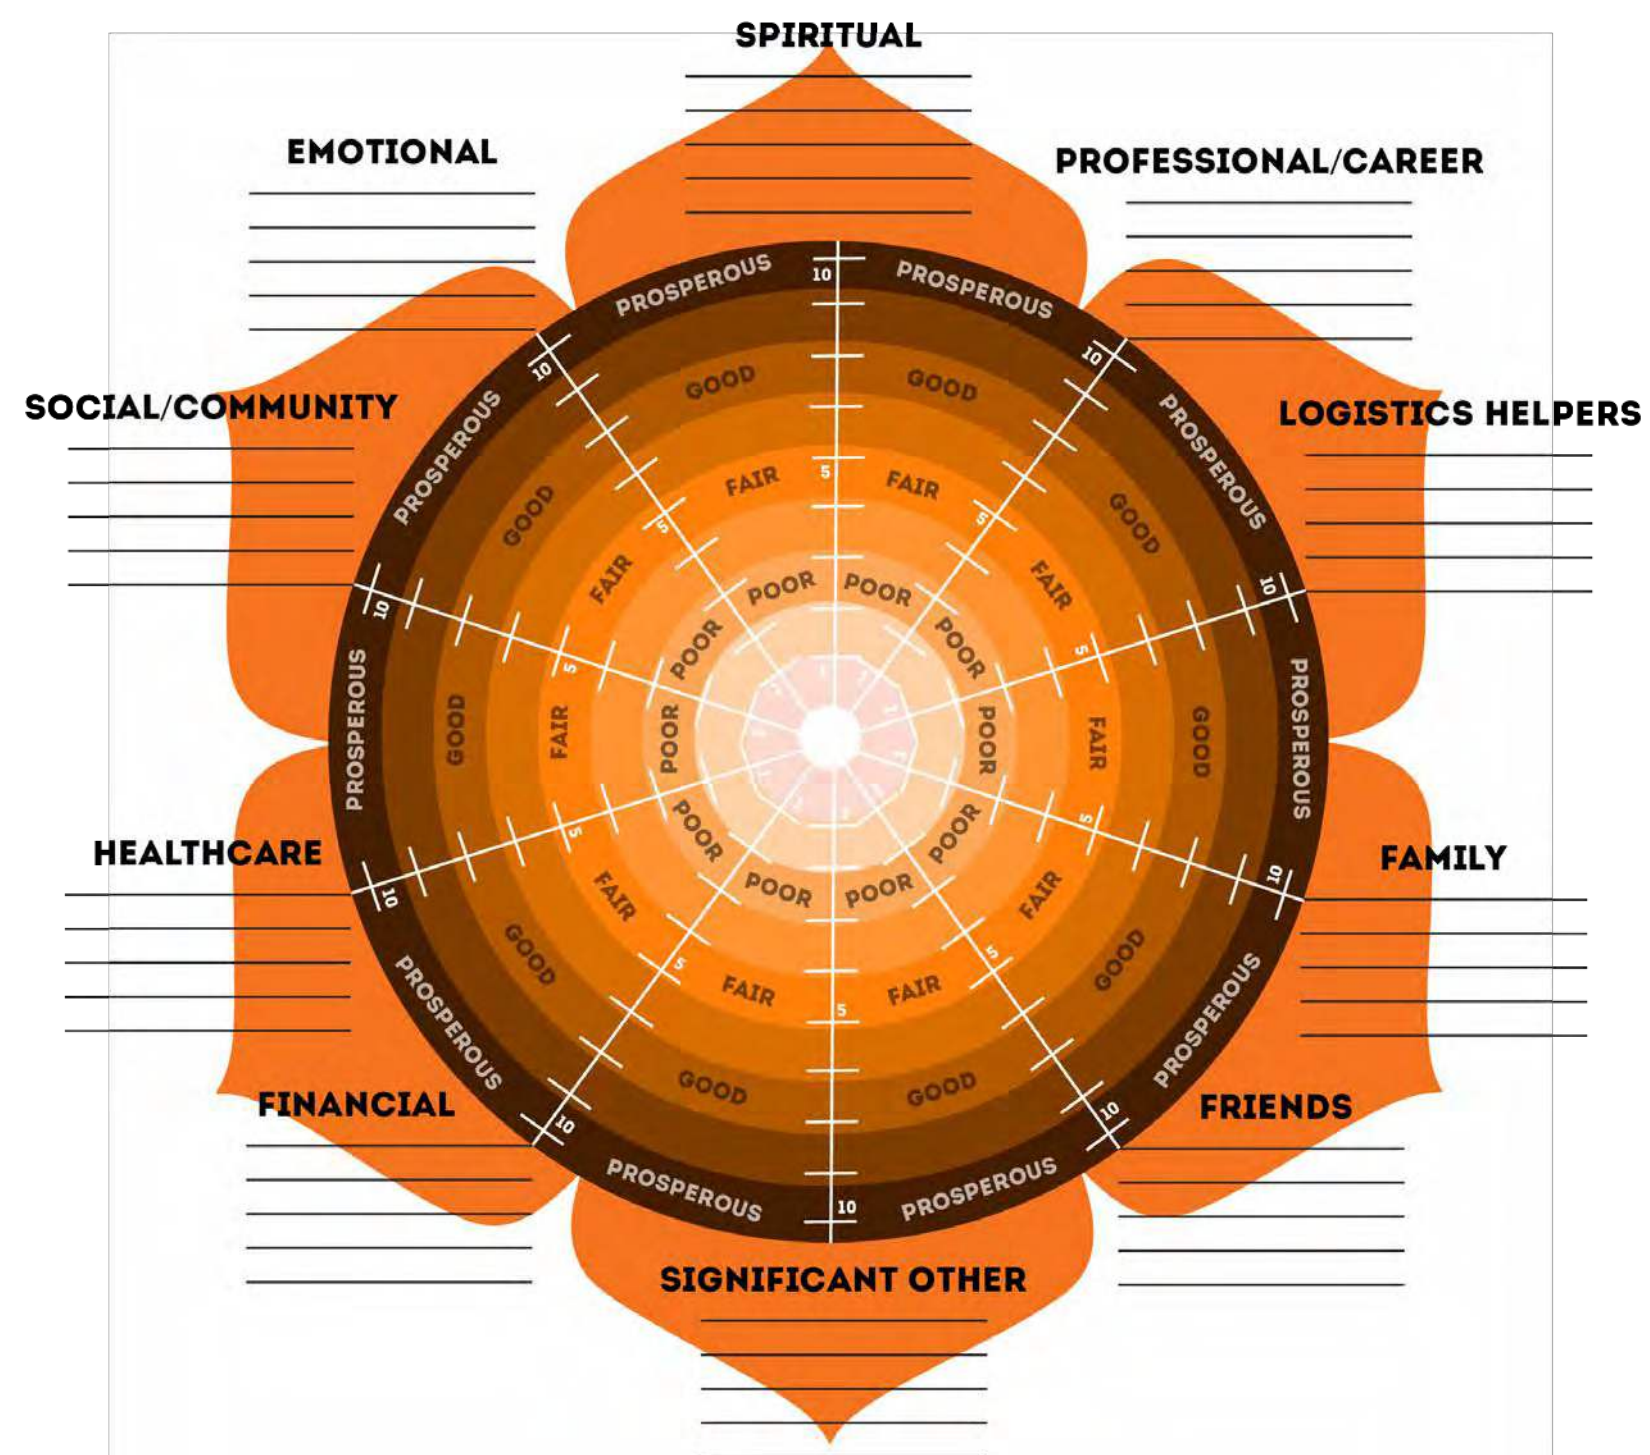 SPIRITUAL
EMOTIONAL
PROFESSIONAL/CAREER
SOCIAL/COMMUNITY
LOGISTICS HELPERS
HEALTHCARE
FAMILY
FINANCIAL
FRIENDS
SIGNIFICANT OTHER
PROSPEROUS
PROSPEROUS
PROSPEROUS
PROSPEROUS
PROSPEROUS
PROSPEROUS
PROSPEROUS
PROSPEROUS
PROSPEROUS
PROSPEROUS
GOOD
GOOD
GOOD
GOOD
GOOD
GOOD
GOOD
GOOD
GOOD
GOOD
FAIR
FAIR
FAIR
FAIR
FAIR
FAIR
FAIR
FAIR
FAIR
FAIR
POOR
POOR
POOR
POOR
POOR
POOR
POOR
POOR
POOR
POOR
10
10
10
10
10
10
10
10
10
10
5
5
5
5
5
5
5
5
5
5